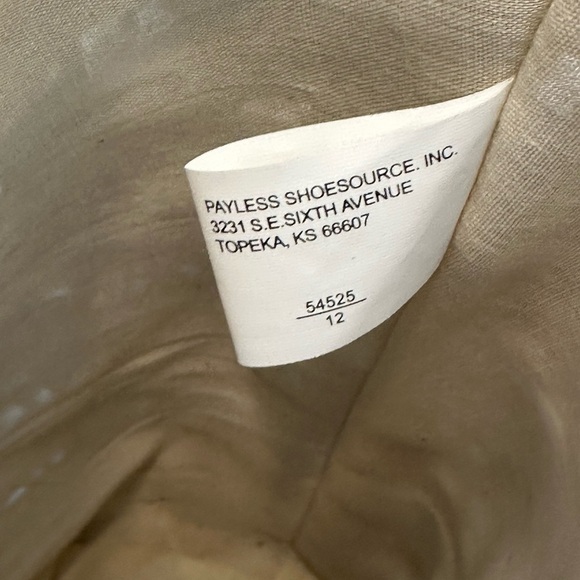 PAYLESS SHOESOURCE. INC.
3231 S.E.SIXTH AVENUE
TOPEKA, KS 66607
54525
12